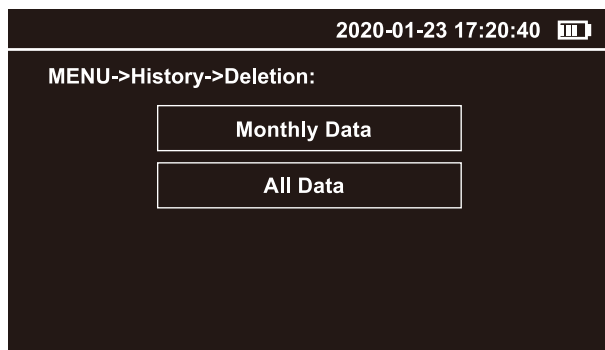 2020-01-23 17:20:40
MENU->History->Deletion:
Monthly Data
All Data